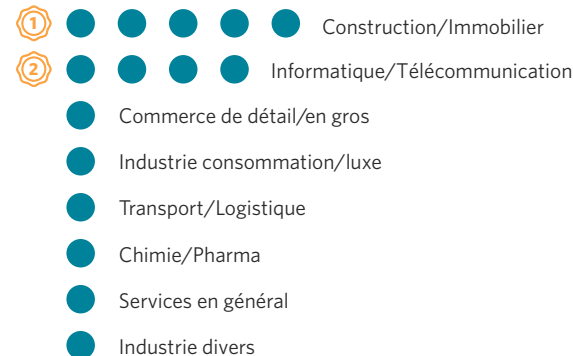 1 Construction/Immobilier
2 Informatique/Télécommunication
Commerce de détail/en gros
Industrie consommation/luxe
Transport/Logistique
Chimie/Pharma
Services en général
Industrie divers